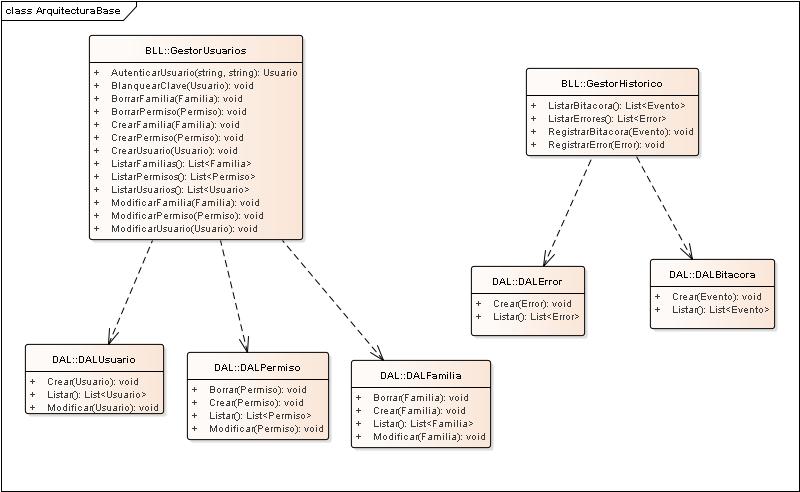 class ArquitecturaBase
BLL::GestorUsuarios
+ AutenticarUsuario(string, string): Usuario
+ BlanquearClave(Usuario): void
+ BorrarFamilia(Familia): void
+ BorrarPermiso(Permiso): void
+ CrearFamilia(Familia): void
+ CrearPermiso(Permiso): void
+ CrearUsuario(Usuario): void
+ ListarFamilias(): List<Familia>
+ ListarPermisos(): List<Permiso>
+ ListarUsuarios(): List<Usuario>
+ ModificarFamilia(Familia): void
+ ModificarPermiso(Permiso): void
+ ModificarUsuario(Usuario): void
BLL::GestorHistorico
+ ListarBitacora(): List<Evento>
+ ListarErrores(): List<Error>
+ RegistrarBitacora(Evento): void
+ RegistrarError(Error): void
DAL::DALUsuario
+ Crear(Usuario): void
+ Listar(): List<Usuario>
+ Modificar(Usuario): void
DAL::DALPermiso
+ Borrar(Permiso): void
+ Crear(Permiso): void
+ Listar(): List<Permiso>
+ Modificar(Permiso): void
DAL::DALFamilia
+ Borrar(Familia): void
+ Crear(Familia): void
+ Listar(): List<Familia>
+ Modificar(Familia): void
DAL::DALError
+ Crear(Error): void
+ Listar(): List<Error>
DAL::DALBitacora
+ Crear(Evento): void
+ Listar(): List<Evento>